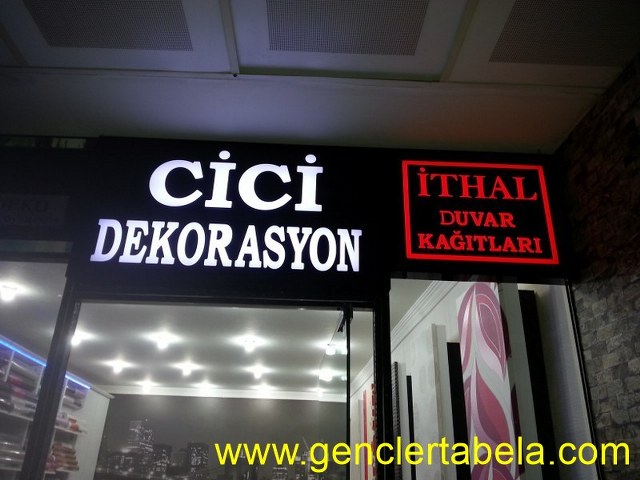 CİCİ
DEKORASYON
İTHAL
DUVAR
KAĞITLARI
www.genclertabela.com